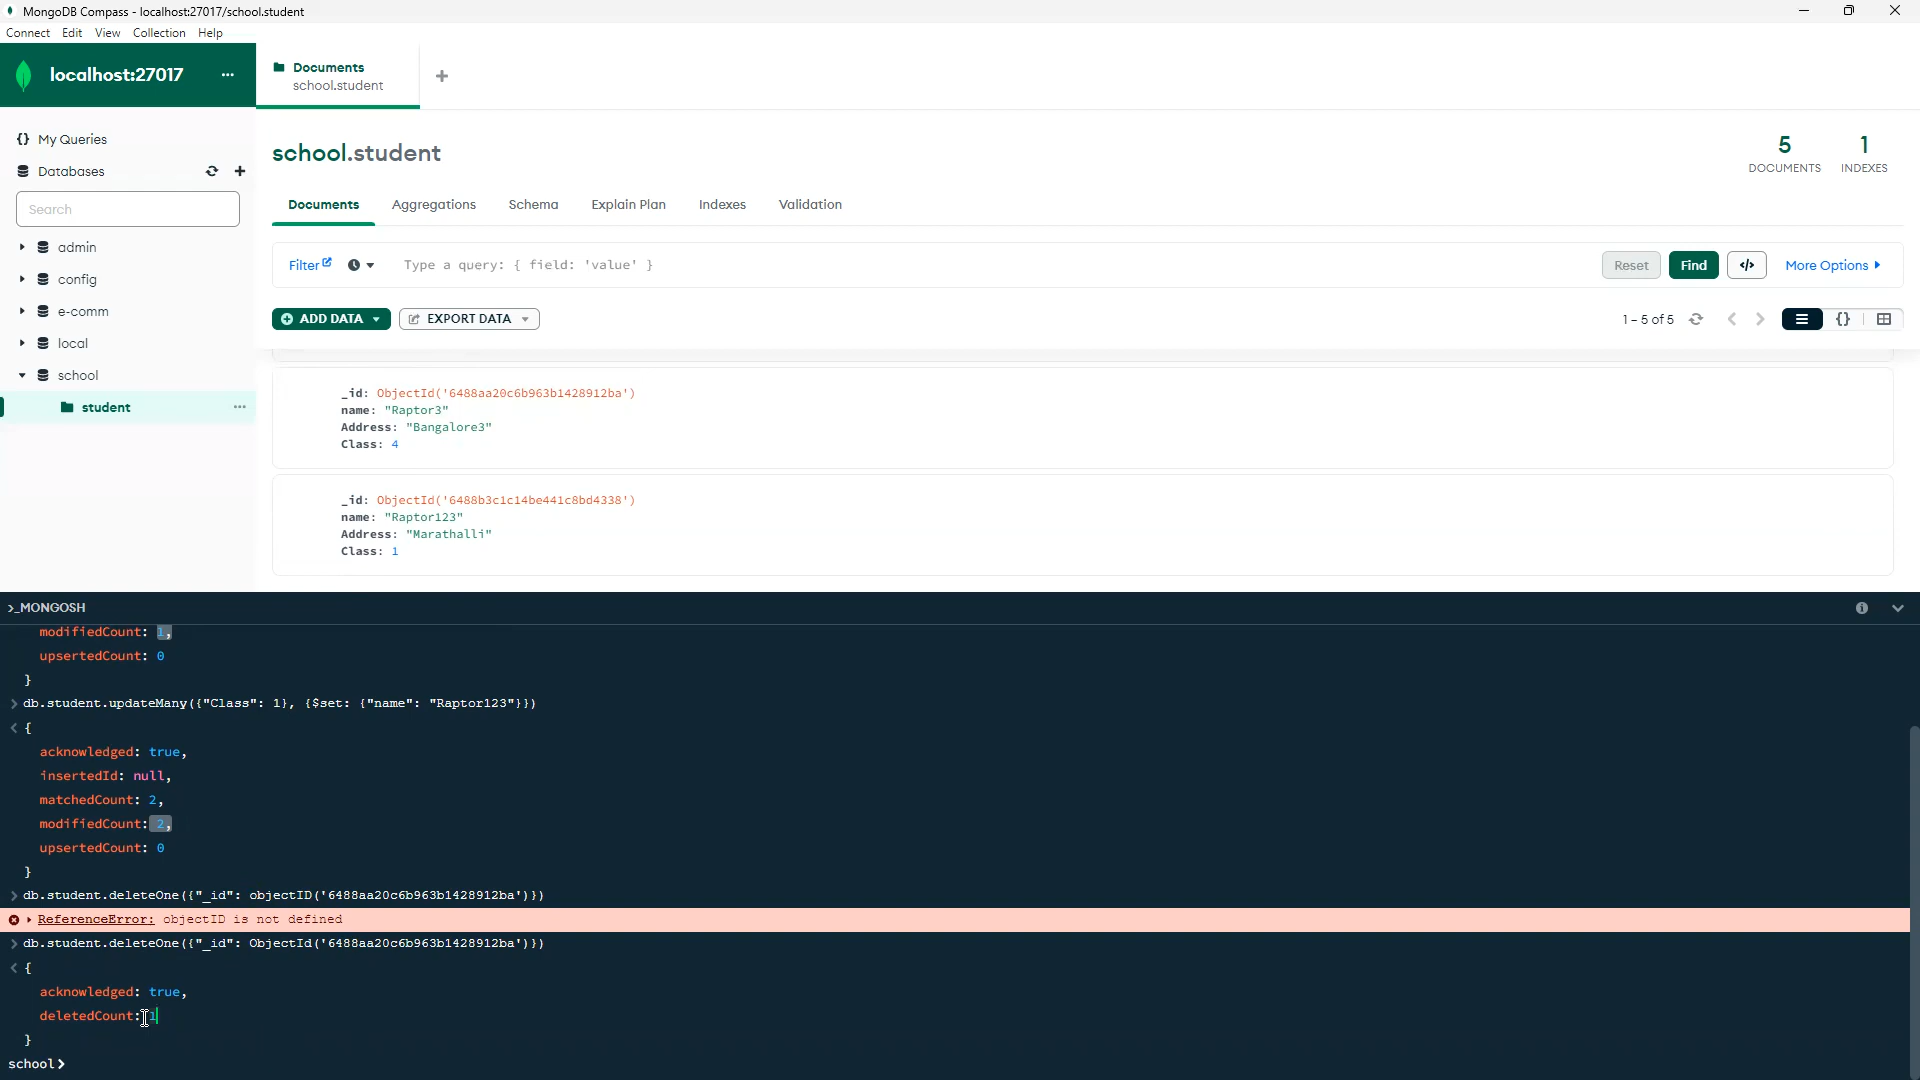 MongoDB Compass - localhost:27017/school.student
Connect Edit View Collection Help
localhost:27017 ...
Documents
school.student
+
{} My Queries
Databases
Search
admin
config
e-comm
local
school
student ...
school.student
5
DOCUMENTS
1
INDEXES
Documents Aggregations Schema Explain Plan Indexes Validation
Filter Type a query: { field: 'value' } Reset Find </> More Options
ADD DATA EXPORT DATA 1 – 5 of 5 {}
_id: ObjectId('6488aa20c6b963b1428912ba')
name: "Raptor3"
Address: "Bangalore3"
Class: 4
_id: ObjectId('6488b3c1c14be441c8bd4338')
name: "Raptor123"
Address: "Marathalli"
Class: 1
>_MONGOSH
modifiedCount: 1,
upsertedCount: 0
}
> db.student.updateMany({"Class": 1}, {$set: {"name": "Raptor123"}})
< {
acknowledged: true,
insertedId: null,
matchedCount: 2,
modifiedCount: 2,
upsertedCount: 0
}
> db.student.deleteOne({"_id": objectID('6488aa20c6b963b1428912ba')})
ReferenceError: objectID is not defined
> db.student.deleteOne({"_id": ObjectId('6488aa20c6b963b1428912ba')})
< {
acknowledged: true,
deletedCount: 1
}
school>